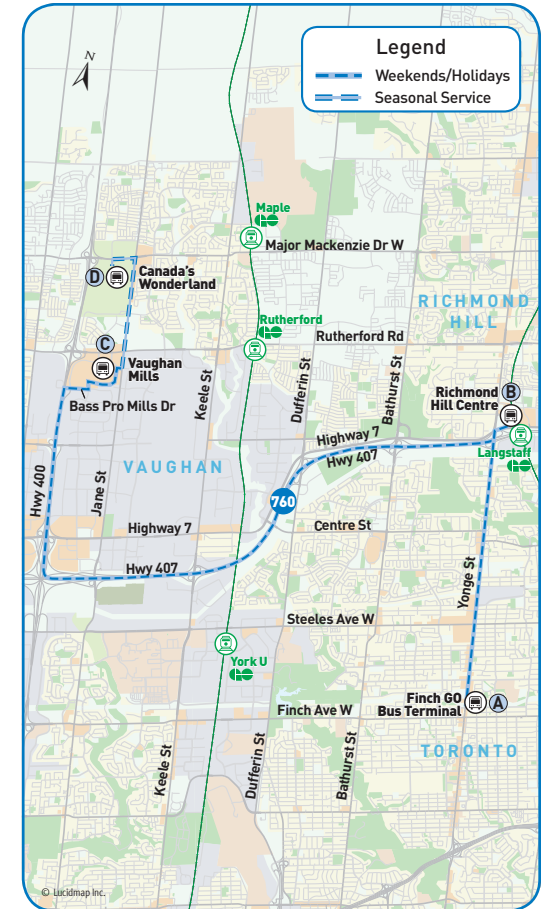 N
Legend
Weekends/Holidays
Seasonal Service
Maple
Major Mackenzie Dr W
D
Canada's
Wonderland
RICHMOND
HILL
Rutherford
Rutherford Rd
C
Vaughan
Mills
Bass Pro Mills Dr
Keele St
Dufferin St
Bathurst St
Richmond
Hill Centre
B
Langstaff
Highway 7
Hwy 407
VAUGHAN
Hwy 400
Jane St
760
Highway 7
Centre St
Hwy 407
Yonge St
Steeles Ave W
York U
Finch GO
Bus Terminal
A
Finch Ave W
TORONTO
Keele St
Dufferin St
Bathurst St
© Lucidmap Inc.